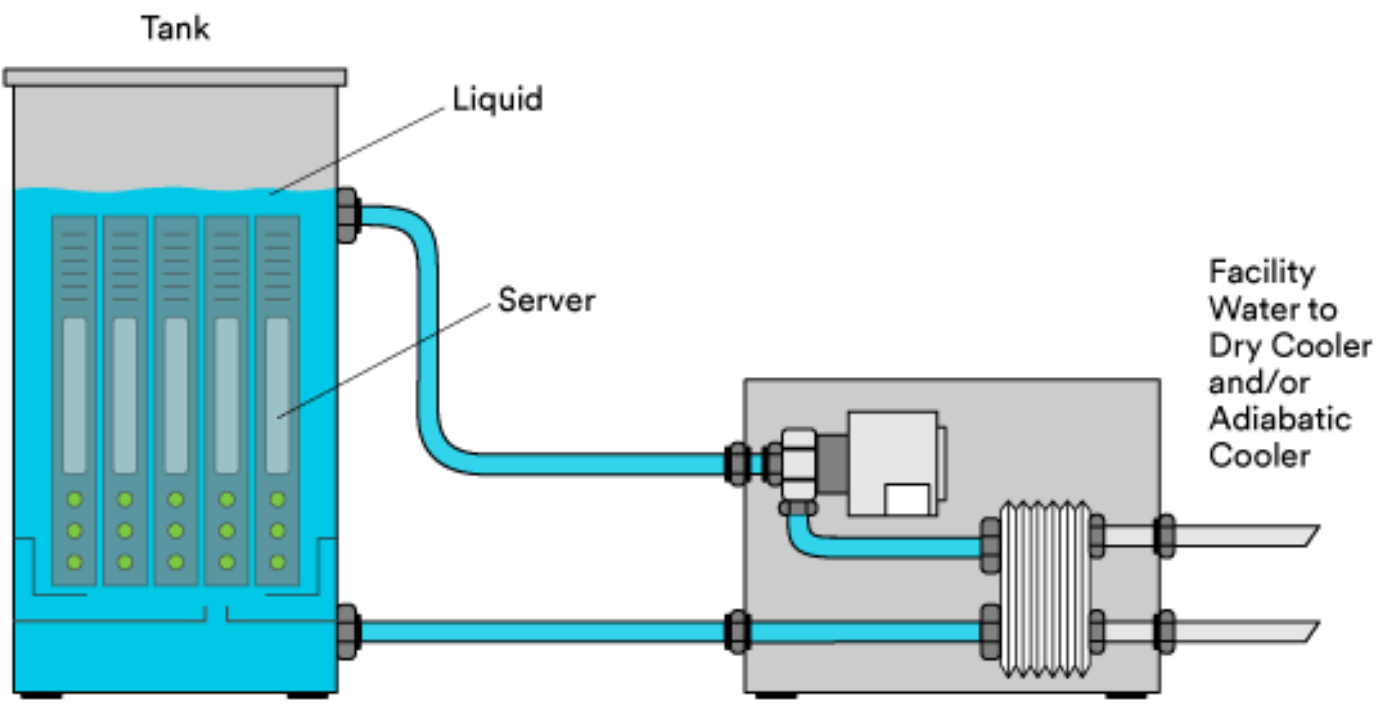 Tank
Liquid
Server
Facility
Water to
Dry Cooler
and/or
Adiabatic
Cooler